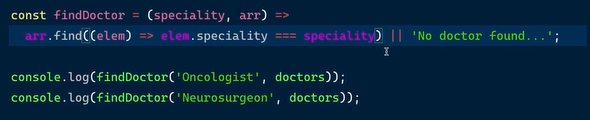 const findDoctor = (speciality, arr) =>
arr.find((elem) => elem.speciality === speciality) || 'No doctor found...';
console.log(findDoctor('Oncologist', doctors));
console.log(findDoctor('Neurosurgeon', doctors));